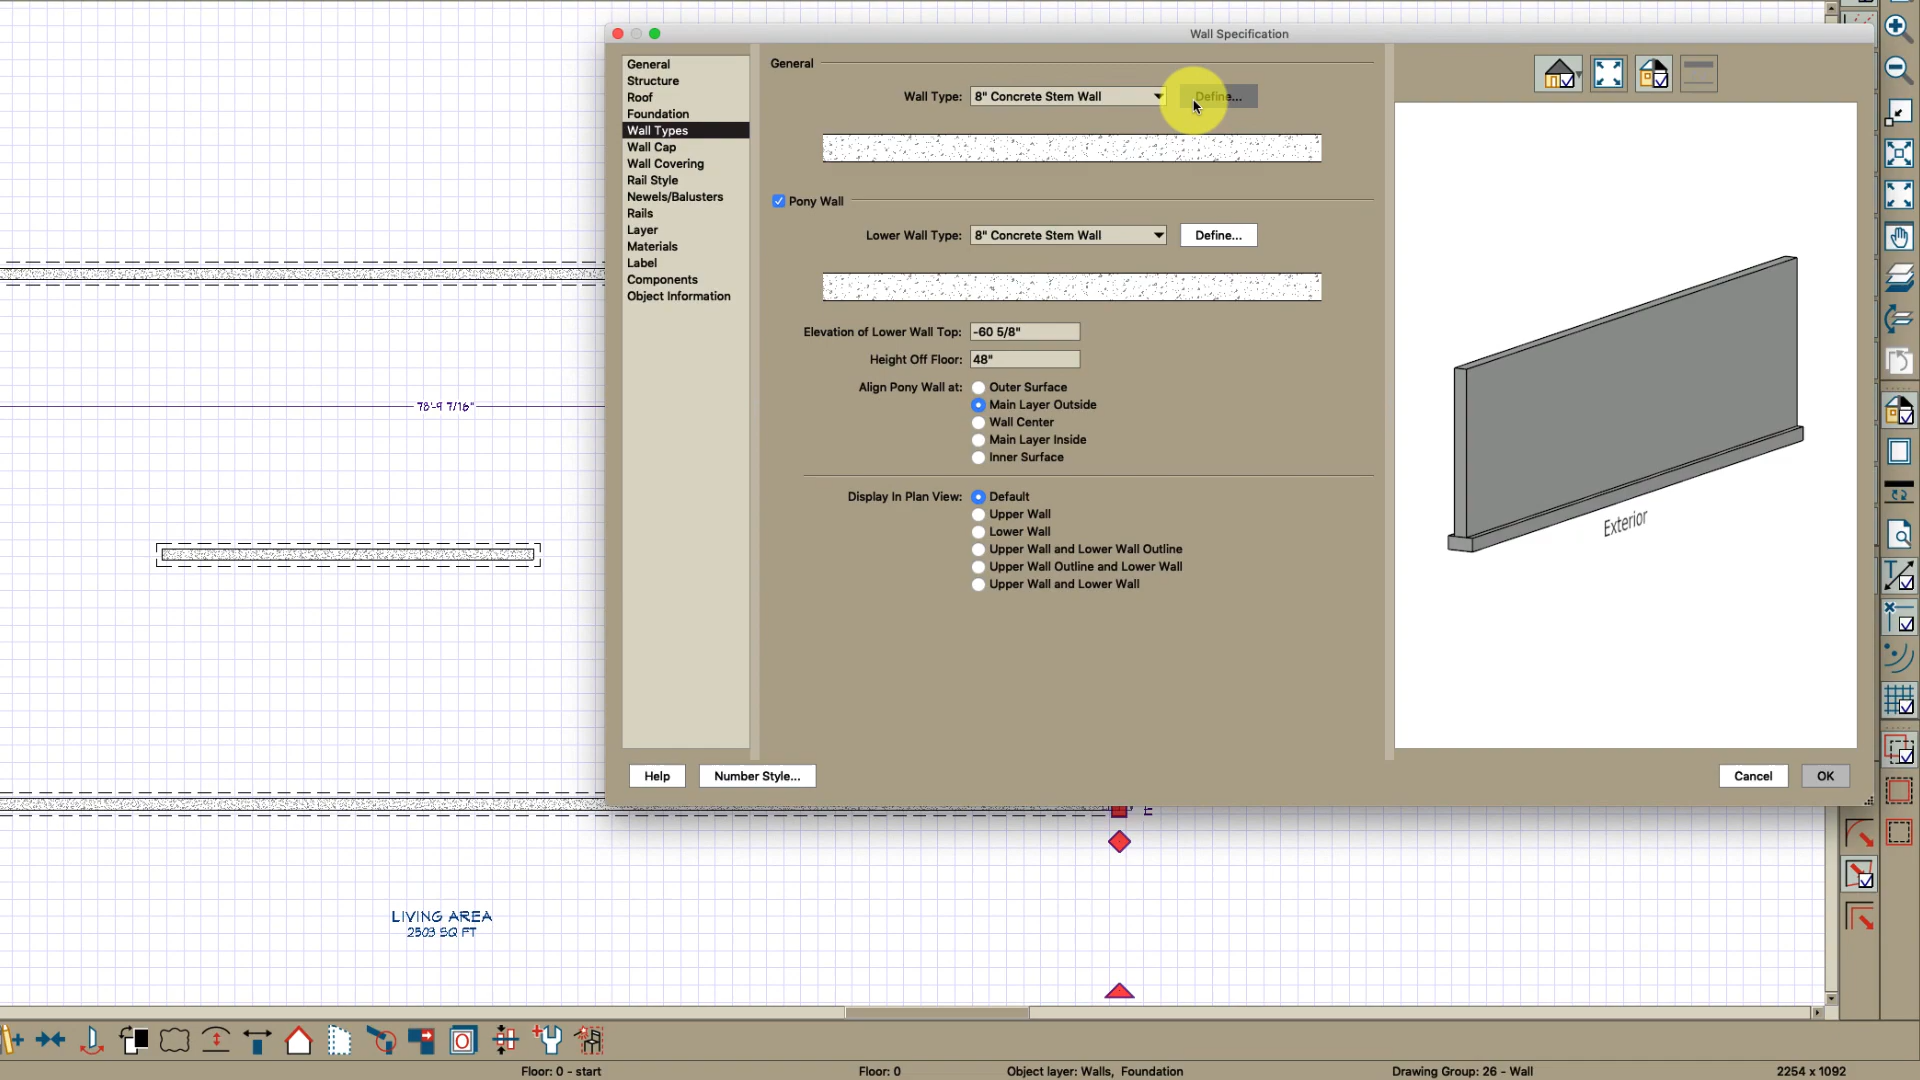 Wall Specification
General
Structure
Roof
Foundation
Wall Types
Wall Cap
Wall Covering
Rail Style
Newels/Balusters
Rails
Layer
Materials
Label
Components
Object Information
General
Wall Type: 8" Concrete Stem Wall Define...
Pony Wall
Lower Wall Type: 8" Concrete Stem Wall Define...
Elevation of Lower Wall Top: -60 5/8"
Height Off Floor: 48"
Align Pony Wall at: Outer Surface
Main Layer Outside
Wall Center
Main Layer Inside
Inner Surface
Display In Plan View: Default
Upper Wall
Lower Wall
Upper Wall and Lower Wall Outline
Upper Wall Outline and Lower Wall
Upper Wall and Lower Wall
Exterior
Help Number Style... Cancel OK
78'-9 7/16"
LIVING AREA
2503 SQ FT
Floor: 0 - start Floor: 0 Object layer: Walls, Foundation Drawing Group: 26 - Wall 2254 x 1092